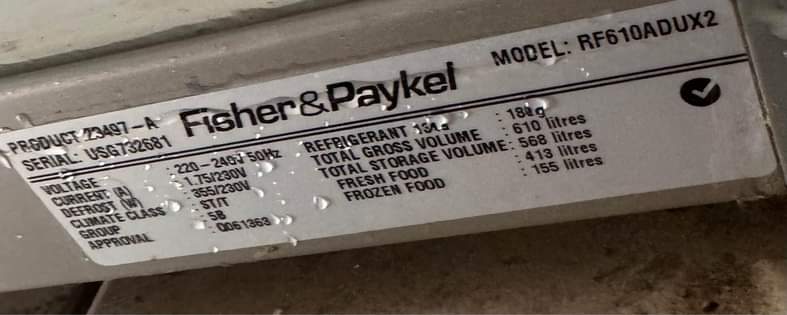 Fisher&Paykel
MODEL: RF610ADUX2
PRODUCT 23497-A
SERIAL: USG732681
VOLTAGE : 220-240V 50Hz
CURRENT (A) : 1.75/230V
DEFROST (W) : 355/230V
CLIMATE CLASS : ST/T
GROUP : 5B
APPROVAL : Q061363
REFRIGERANT
TOTAL GROSS VOLUME : 610 litres
TOTAL STORAGE VOLUME: 568 litres
FRESH FOOD : 413 litres
FROZEN FOOD : 155 litres